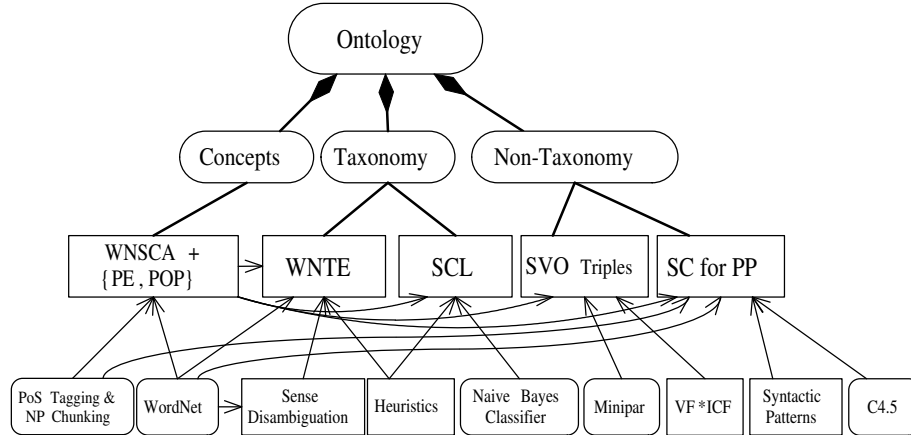 Ontology
Concepts
Taxonomy
Non-Taxonomy
WNSCA +
{PE, POP}
WNTE
SCL
SVO Triples
SC for PP
PoS Tagging &
NP Chunking
WordNet
Sense
Disambiguation
Heuristics
Naive Bayes
Classifier
Minipar
VF*ICF
Syntactic
Patterns
C4.5